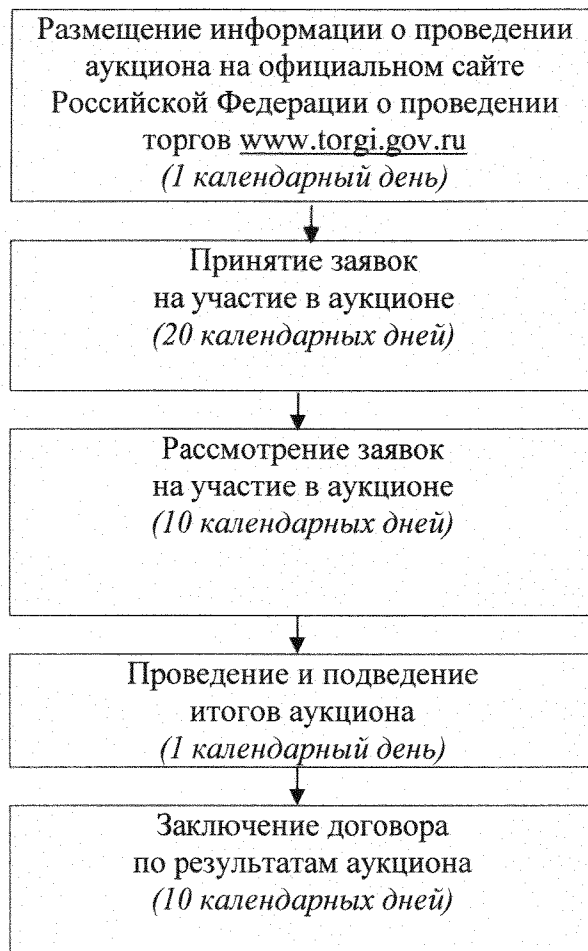 Размещение информации о проведении
аукциона на официальном сайте
Российской Федерации о проведении
торгов www.torgi.gov.ru
(1 календарный день)
Принятие заявок
на участие в аукционе
(20 календарных дней)
Рассмотрение заявок
на участие в аукционе
(10 календарных дней)
Проведение и подведение
итогов аукциона
(1 календарный день)
Заключение договора
по результатам аукциона
(10 календарных дней)